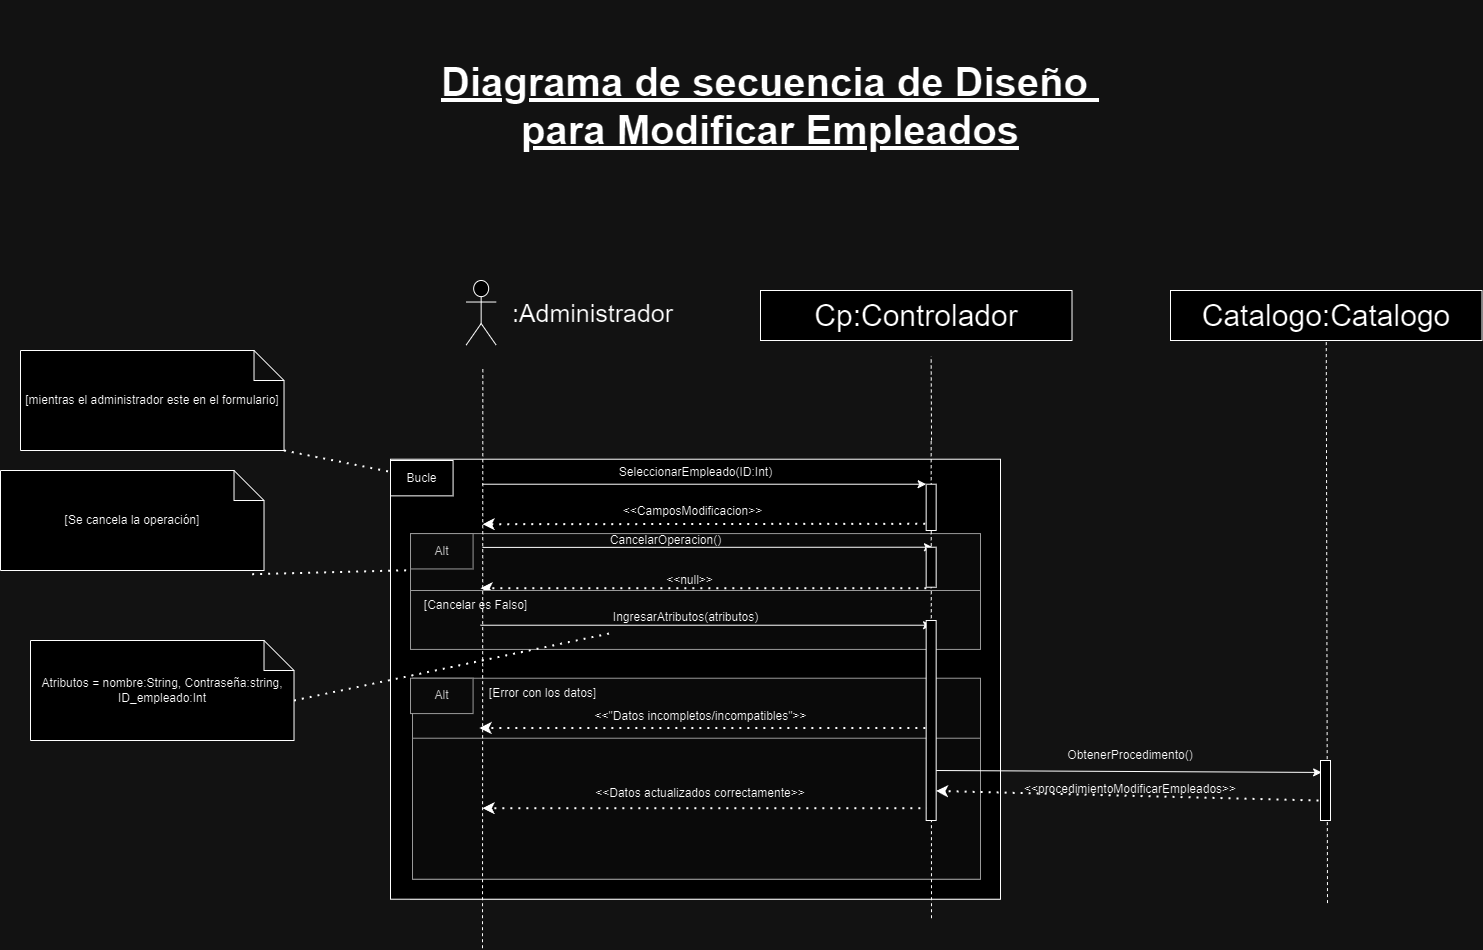 Diagrama de secuencia de Diseño
para Modificar Empleados
:Administrador
Cp:Controlador
Catalogo:Catalogo
[mientras el administrador este en el formulario]
Bucle
SeleccionarEmpleado(ID:Int)
<<CamposModificacion>>
[Se cancela la operación]
Alt
CancelarOperacion()
<<null>>
[Cancelar es Falso]
IngresarAtributos(atributos)
Atributos = nombre:String, Contraseña:string,
ID_empleado:Int
Alt
[Error con los datos]
<<"Datos incompletos/incompatibles">>
ObtenerProcedimento()
<<procedimientoModificarEmpleados>>
<<Datos actualizados correctamente>>